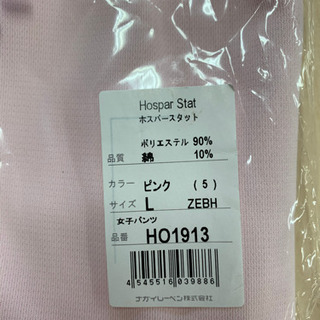 Hospar Stat
ホスパースタット
ポリエステル 90%
品質 綿 10%
カラー ピンク (5)
サイズ L ZEBH
女子パンツ
品番 HO1913
4 545516 039886
ナガイレーベン株式会社